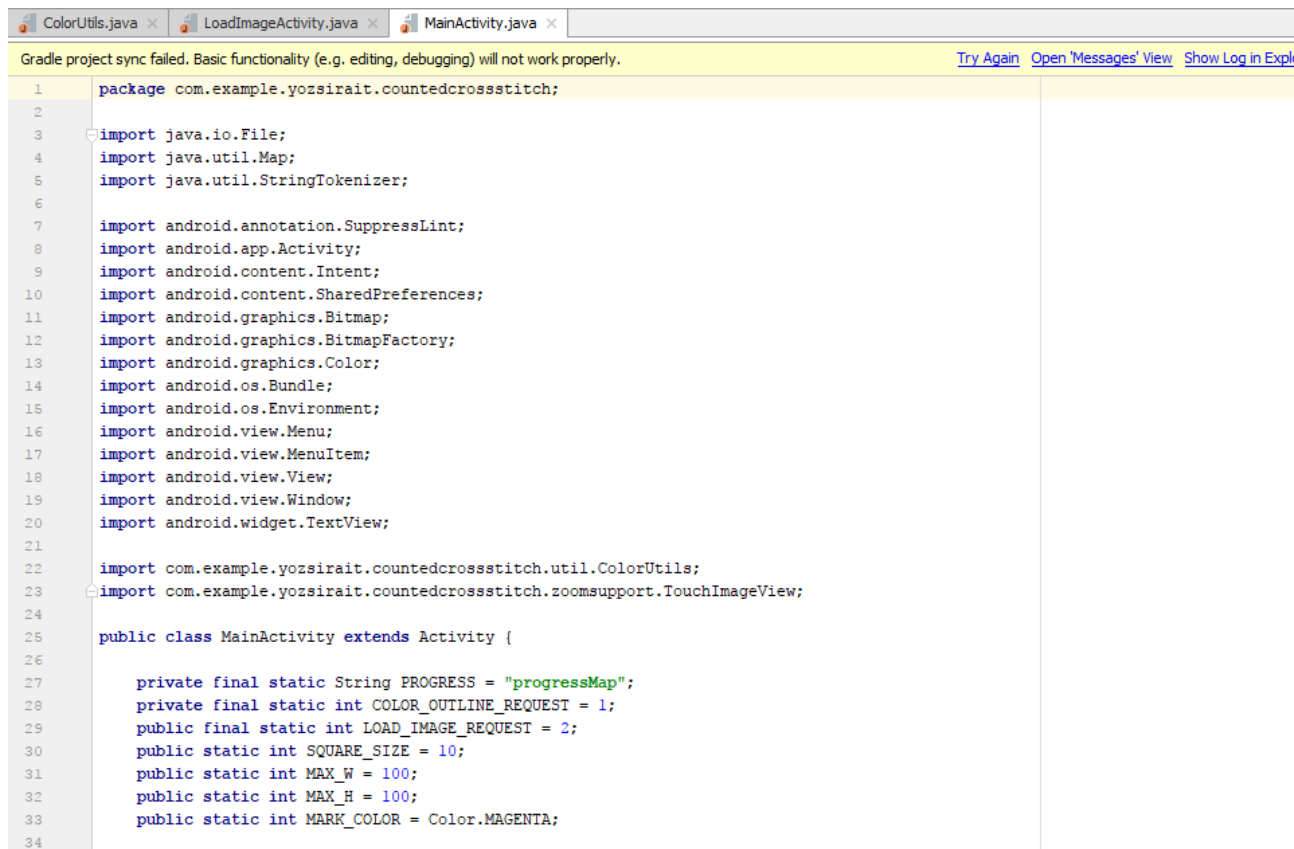 ColorUtils.java LoadImageActivity.java MainActivity.java
Gradle project sync failed. Basic functionality (e.g. editing, debugging) will not work properly. Try Again Open 'Messages' View Show Log in
1 package com.example.yozsirait.countedcrossstitch;
2
3 import java.io.File;
4 import java.util.Map;
5 import java.util.StringTokenizer;
6
7 import android.annotation.SuppressLint;
8 import android.app.Activity;
9 import android.content.Intent;
10 import android.content.SharedPreferences;
11 import android.graphics.Bitmap;
12 import android.graphics.BitmapFactory;
13 import android.graphics.Color;
14 import android.os.Bundle;
15 import android.os.Environment;
16 import android.view.Menu;
17 import android.view.MenuItem;
18 import android.view.View;
19 import android.view.Window;
20 import android.widget.TextView;
21
22 import com.example.yozsirait.countedcrossstitch.util.ColorUtils;
23 import com.example.yozsirait.countedcrossstitch.zoomsupport.TouchImageView;
24
25 public class MainActivity extends Activity {
26
27 private final static String PROGRESS = "progressMap";
28 private final static int COLOR_OUTLINE_REQUEST = 1;
29 public final static int LOAD_IMAGE_REQUEST = 2;
30 public static int SQUARE_SIZE = 10;
31 public static int MAX_W = 100;
32 public static int MAX_H = 100;
33 public static int MARK_COLOR = Color.MAGENTA;
34